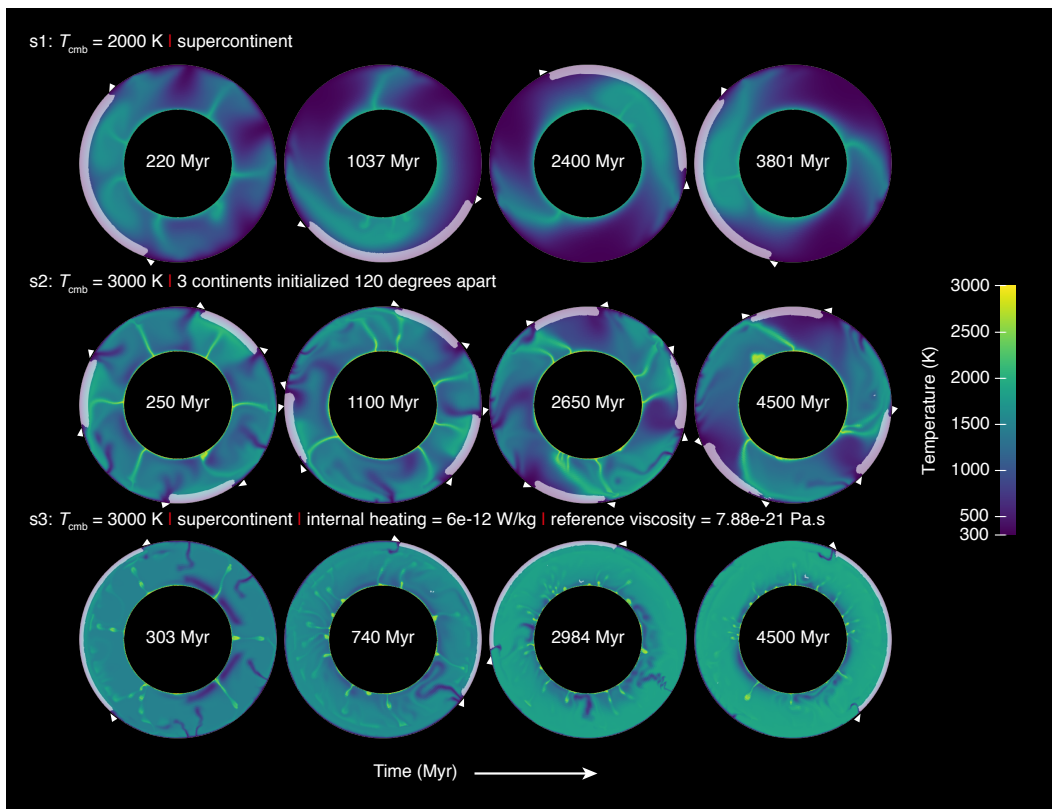 s1: Tcmb = 2000 K | supercontinent
220 Myr
1037 Myr
2400 Myr
3801 Myr
s2: Tcmb = 3000 K | 3 continents initialized 120 degrees apart
250 Myr
1100 Myr
2650 Myr
4500 Myr
s3: Tcmb = 3000 K | supercontinent | internal heating = 6e-12 W/kg | reference viscosity = 7.88e-21 Pa.s
303 Myr
740 Myr
2984 Myr
4500 Myr
Time (Myr)
3000
2500
2000
1500
1000
500
300
Temperature (K)